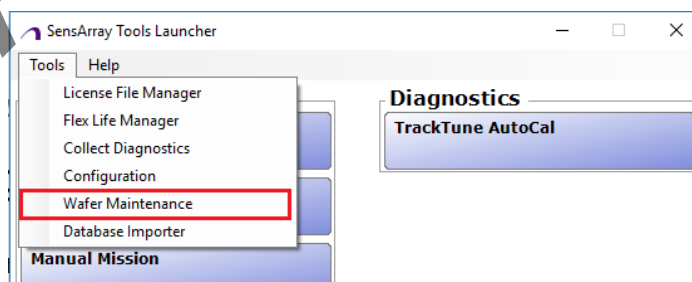 SensArray Tools Launcher
Tools Help
License File Manager
Flex Life Manager
Collect Diagnostics
Configuration
Wafer Maintenance
Database Importer
Manual Mission
Diagnostics
TrackTune AutoCal